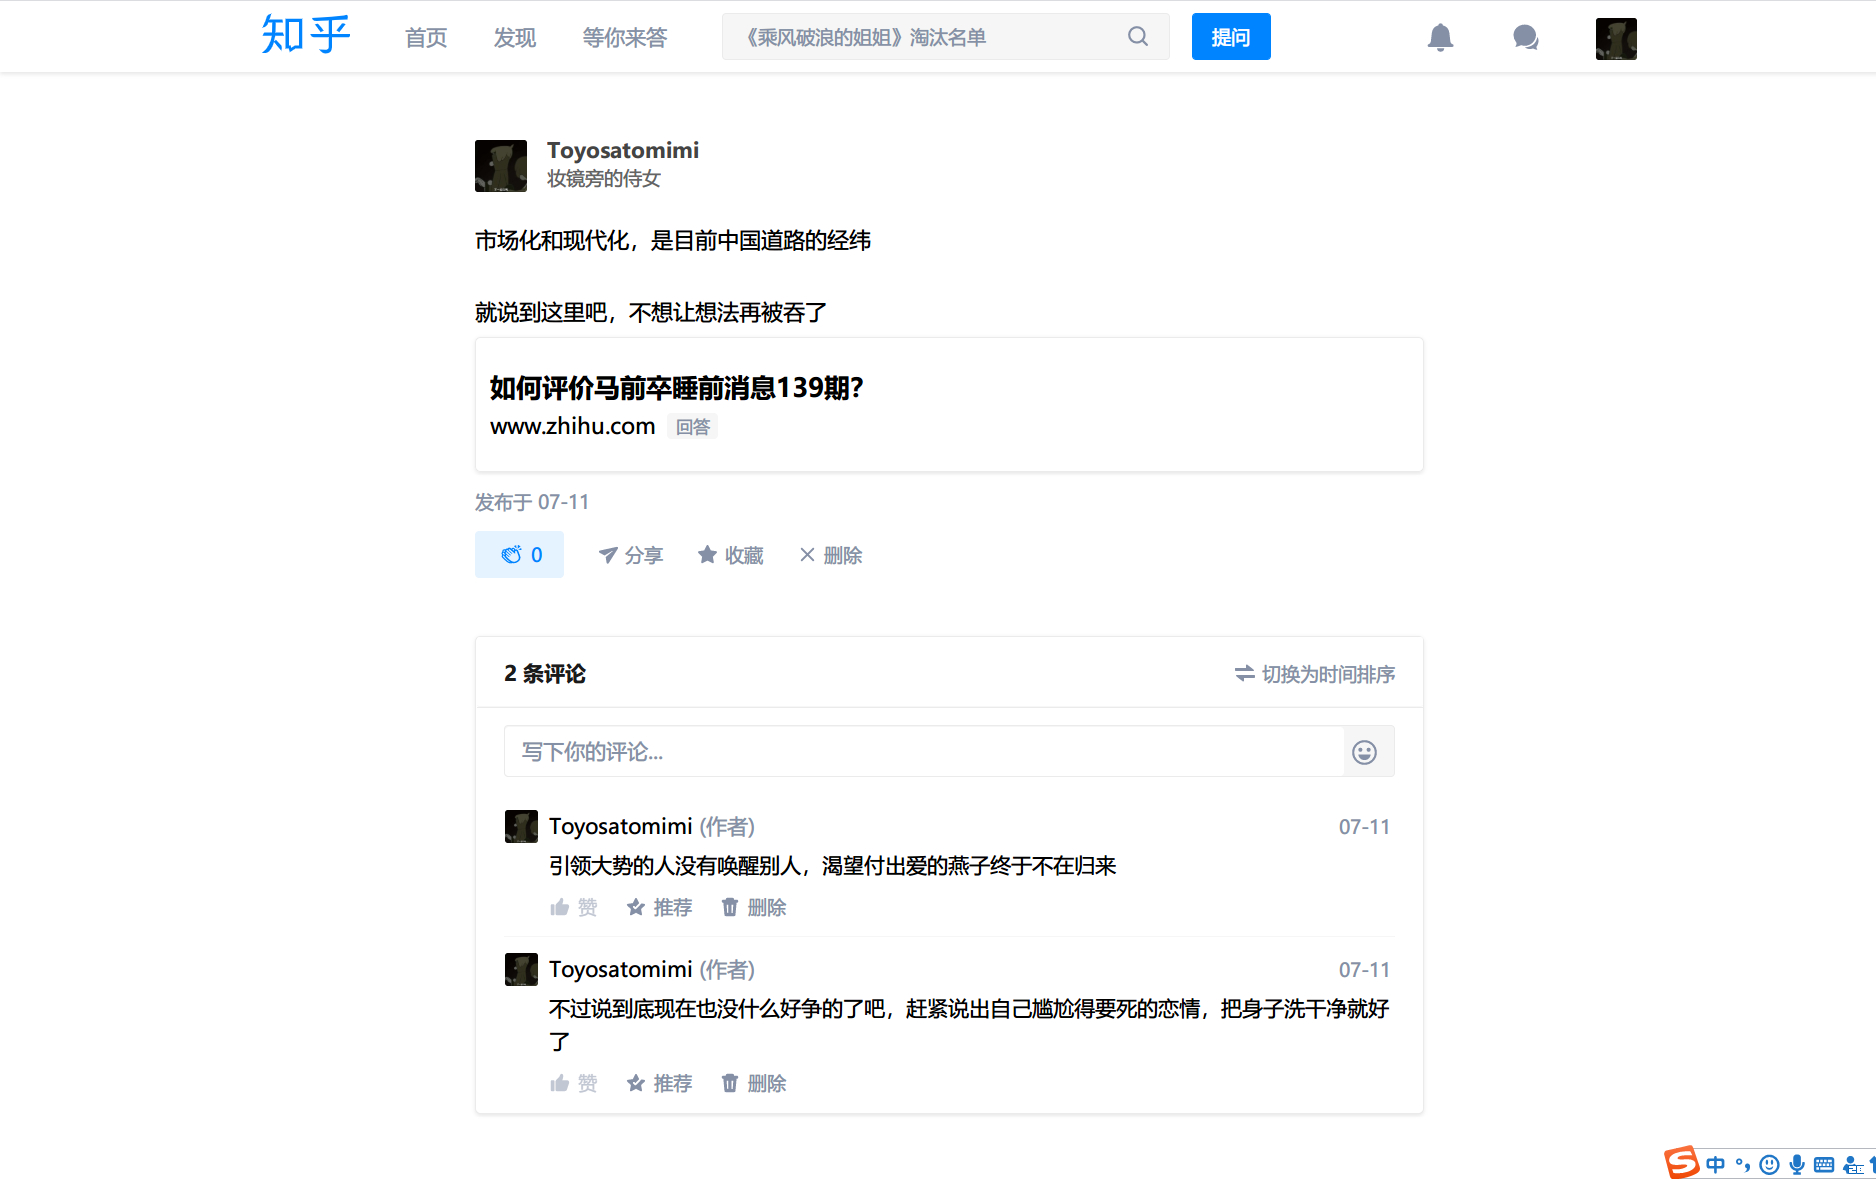 知乎 首页 发现 等你来答 《乘风破浪的姐姐》淘汰名单 提问
Toyosatomimi
妆镜旁的侍女
市场化和现代化，是目前中国道路的经纬
就说到这里吧，不想让想法再被吞了
如何评价马前卒睡前消息139期？
www.zhihu.com 回答
发布于 07-11
0 分享 收藏 删除
2 条评论 切换为时间排序
写下你的评论...
Toyosatomimi (作者) 07-11
引领大势的人没有唤醒别人，渴望付出爱的燕子终于不在归来
赞 推荐 删除
Toyosatomimi (作者) 07-11
不过说到底现在也没什么好争的了吧，赶紧说出自己尴尬得要死的恋情，把身子洗干净就好
了
赞 推荐 删除
中